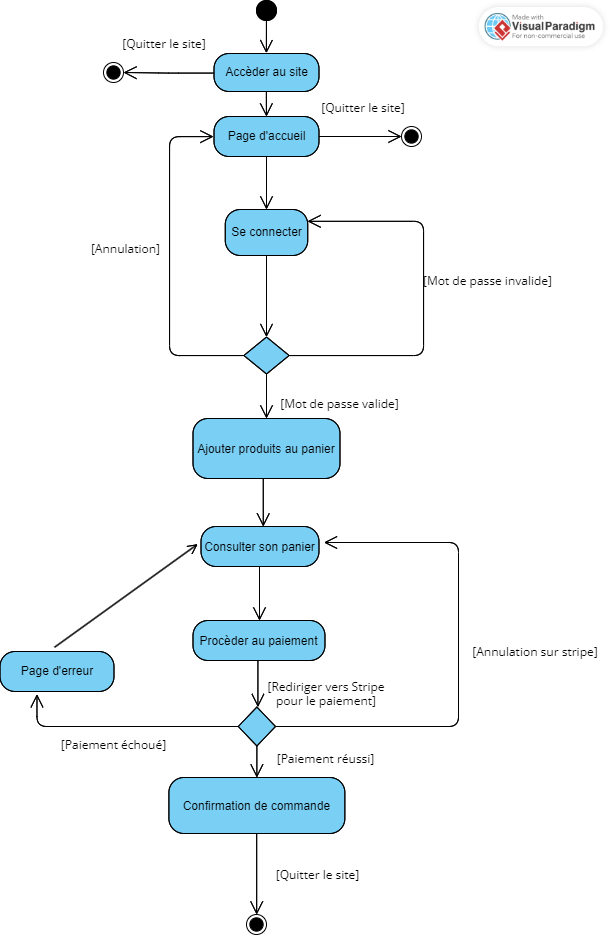 Made with
VisualParadigm
For non-commercial use
[Quitter le site]
Accèder au site
[Quitter le site]
Page d'accueil
Se connecter
[Annulation]
[Mot de passe invalide]
[Mot de passe valide]
Ajouter produits au panier
Consulter son panier
Procèder au paiement
[Annulation sur stripe]
Page d'erreur
[Rediriger vers Stripe
pour le paiement]
[Paiement échoué]
[Paiement réussi]
Confirmation de commande
[Quitter le site]